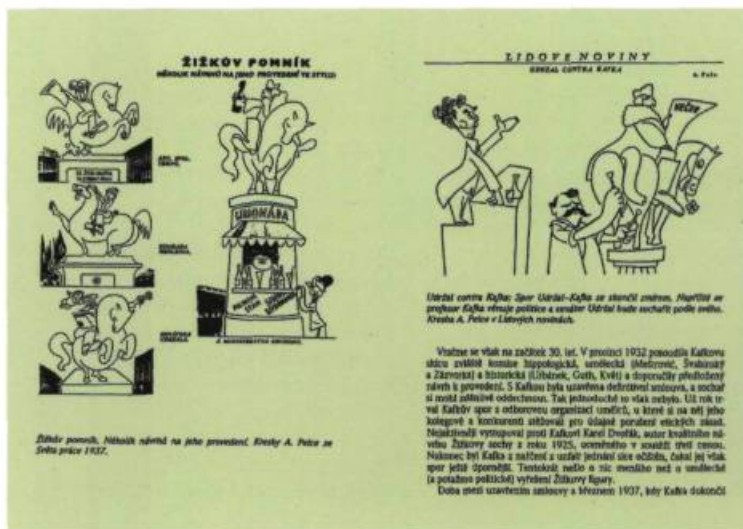 ŽIŽKŮV POMNÍK
NĚKOLIK NÁVRHŮ NA JEHO PROVEDENÍ VE STYLU:
LIMONÁDA
Žižkův pomník. Několik návrhů na jeho provedení. Kresby A. Pelce ze
Světa práce 1937.
LIDOVÉ NOVINY
UDRŽAL CONTRA KAFKA
A. Pelc
VEČER
Udržal contra Kafka: Spor Udržal–Kafka se skončil smírem. Napříště se
profesor Kafka věnuje politice a senátor Udržal bude sochařit podle svého.
Kresba A. Pelce v Lidových novinách.
Vraťme se však na začátek 30. let. V prosinci 1932 posoudila Kafkovu
skicu zvláště komise hippologická, umělecká (Mařatka, Švabinský
a Zázvorka) a historická (Urbánek, Guth, Květ) a doporučily předložený
návrh k provedení. S Kafkou byla uzavřena definitivní smlouva, a sochař
si mohl zdánlivě oddechnout. Tak jednoduché to však nebylo. Už rok tr-
val Kafkův spor s odborovou organizací umělců, u které si na něj jeho
kolegové a konkurenti stěžovali pro údajné porušení etických zásad.
Nejaktivněji vystupoval proti Kafkovi Karel Dvořák, autor kvalitního ná-
vrhu Žižkovy sochy z roku 1925, oceněného v soutěži třetí cenou.
Nakonec byl Kafka z nařčení z unfair jednání sice očištěn, čekal jej však
spor ještě úpornější. Tentokrát nešlo o nic menšího než o umělecké
(a potažmo politické) vyřešení Žižkovy figury.
Doba mezi uzavřením smlouvy a březnem 1937, kdy Kafka dokončil